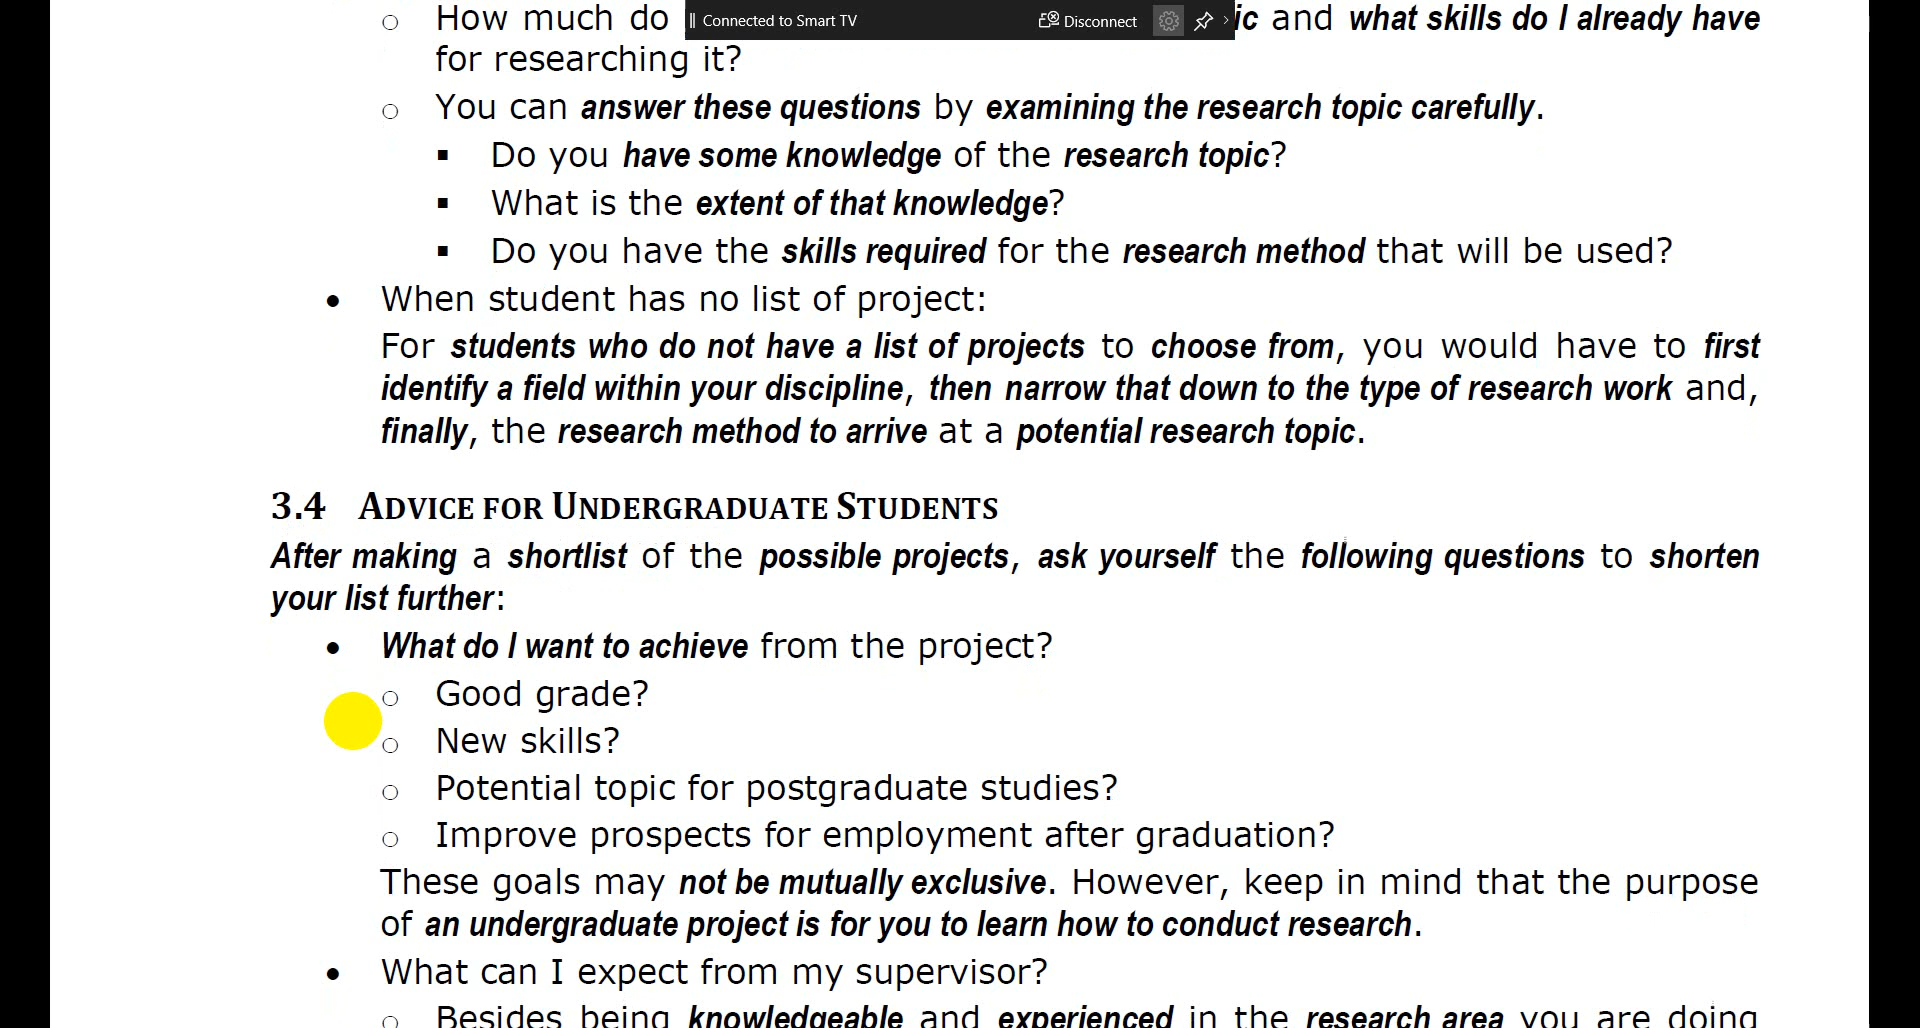 How much do
Connected to Smart TV
Disconnect
ic and what skills do I already have
for researching it?
You can answer these questions by examining the research topic carefully.
Do you have some knowledge of the research topic?
What is the extent of that knowledge?
Do you have the skills required for the research method that will be used?
When student has no list of project:
For students who do not have a list of projects to choose from, you would have to first
identify a field within your discipline, then narrow that down to the type of research work and,
finally, the research method to arrive at a potential research topic.
3.4 ADVICE FOR UNDERGRADUATE STUDENTS
After making a shortlist of the possible projects, ask yourself the following questions to shorten
your list further:
What do I want to achieve from the project?
Good grade?
New skills?
Potential topic for postgraduate studies?
Improve prospects for employment after graduation?
These goals may not be mutually exclusive. However, keep in mind that the purpose
of an undergraduate project is for you to learn how to conduct research.
What can I expect from my supervisor?
Besides being knowledgeable and experienced in the research area you are doing